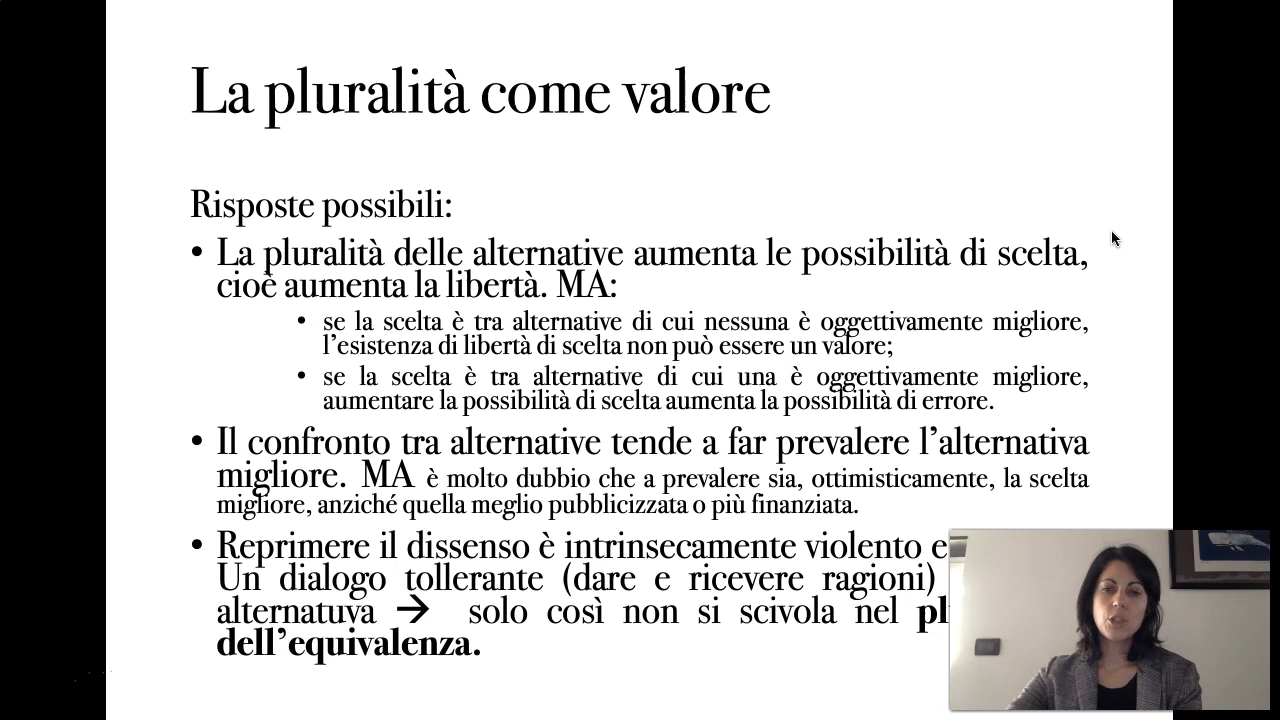 La pluralità come valore
Risposte possibili:
• La pluralità delle alternative aumenta le possibilità di scelta,
cioè aumenta la libertà. MA:
• se la scelta è tra alternative di cui nessuna è oggettivamente migliore,
l’esistenza di libertà di scelta non può essere un valore;
• se la scelta è tra alternative di cui una è oggettivamente migliore,
aumentare la possibilità di scelta aumenta la possibilità di errore.
• Il confronto tra alternative tende a far prevalere l’alternativa
migliore. MA è molto dubbio che a prevalere sia, ottimisticamente, la scelta
migliore, anziché quella meglio pubblicizzata o più finanziata.
• Reprimere il dissenso è intrinsecamente violento e
Un dialogo tollerante (dare e ricevere ragioni)
alternatuva → solo così non si scivola nel
dell’equivalenza.